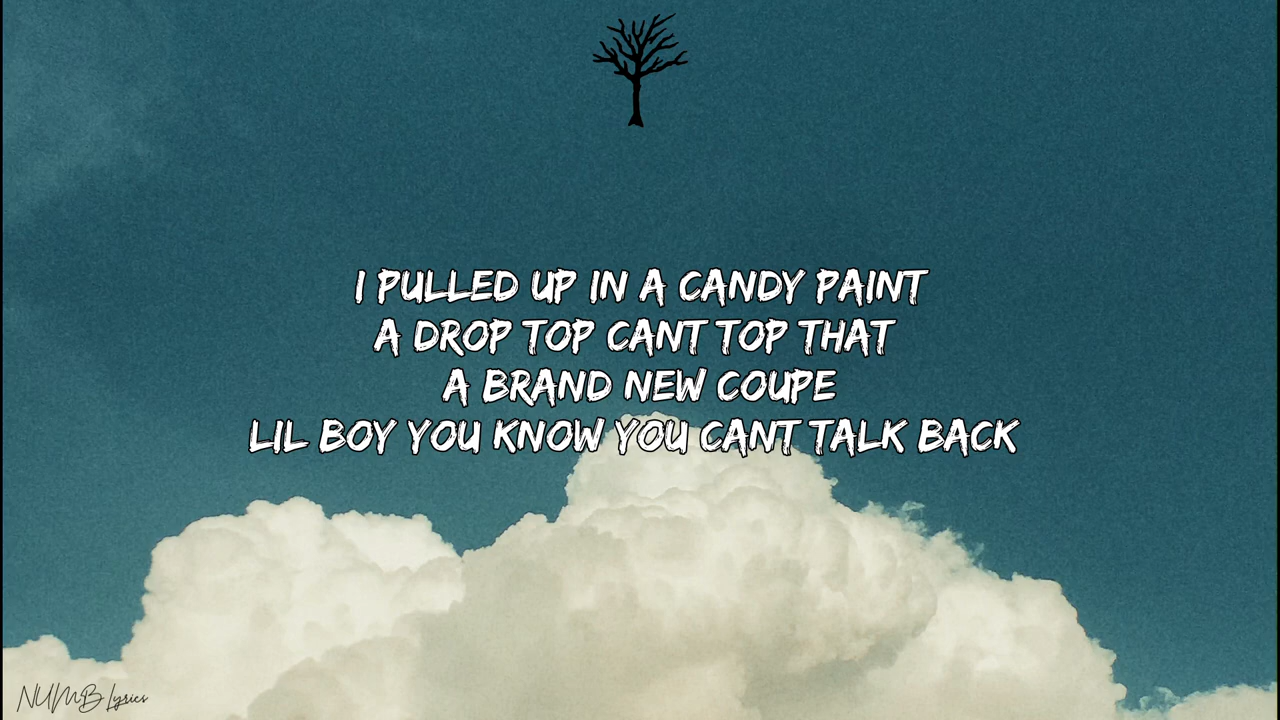 I PULLED UP IN A CANDY PAINT
A DROP TOP CANT TOP THAT
A BRAND NEW COUPE
LIL BOY YOU KNOW YOU CANT TALK BACK
NUMB Lyrics